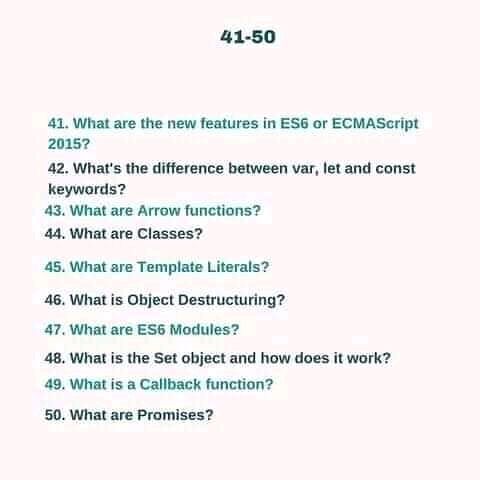 41-50
41. What are the new features in ES6 or ECMAScript
2015?
42. What's the difference between var, let and const
keywords?
43. What are Arrow functions?
44. What are Classes?
45. What are Template Literals?
46. What is Object Destructuring?
47. What are ES6 Modules?
48. What is the Set object and how does it work?
49. What is a Callback function?
50. What are Promises?